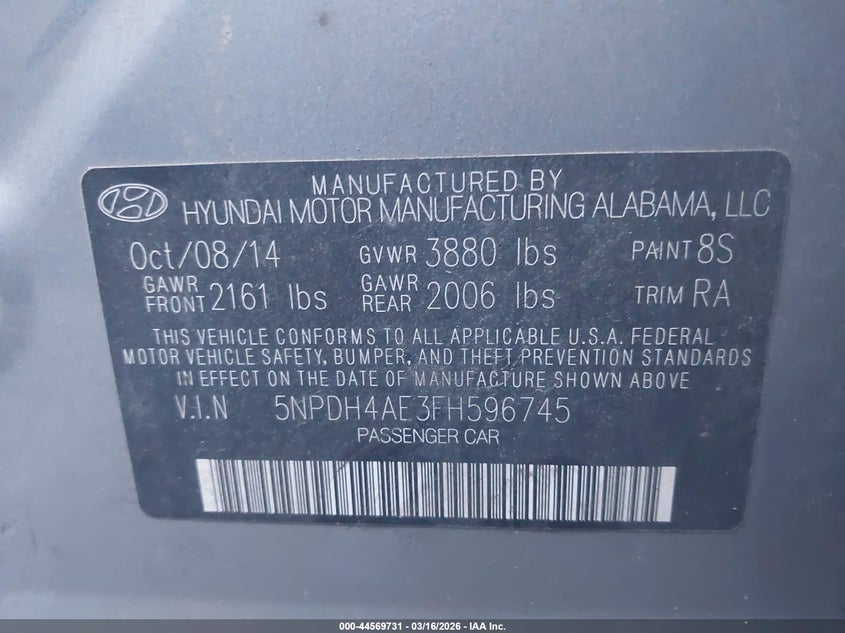 MANUFACTURED BY
HYUNDAI MOTOR MANUFACTURING ALABAMA, LLC
Oct/08/14 GVWR 3880 lbs PAINT 8S
GAWR FRONT 2161 lbs GAWR REAR 2006 lbs TRIM RA
THIS VEHICLE CONFORMS TO ALL APPLICABLE U.S.A. FEDERAL
MOTOR VEHICLE SAFETY, BUMPER, AND THEFT PREVENTION STANDARDS
IN EFFECT ON THE DATE OF MANUFACTURE SHOWN ABOVE
V.I.N 5NPDH4AE3FH596745
PASSENGER CAR
000-44569731 - 03/16/2026 - IAA Inc.